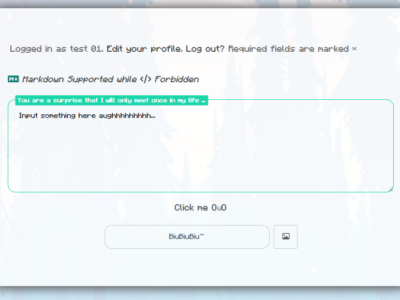 Logged in as test 01. Edit your profile. Log out? Required fields are marked ×
Markdown Supported while </> Forbidden
You are a surprise that I will only meet once in my life …
Input something here aughhhhhhhhh…
Click me OuO
BiuBiuBiu~